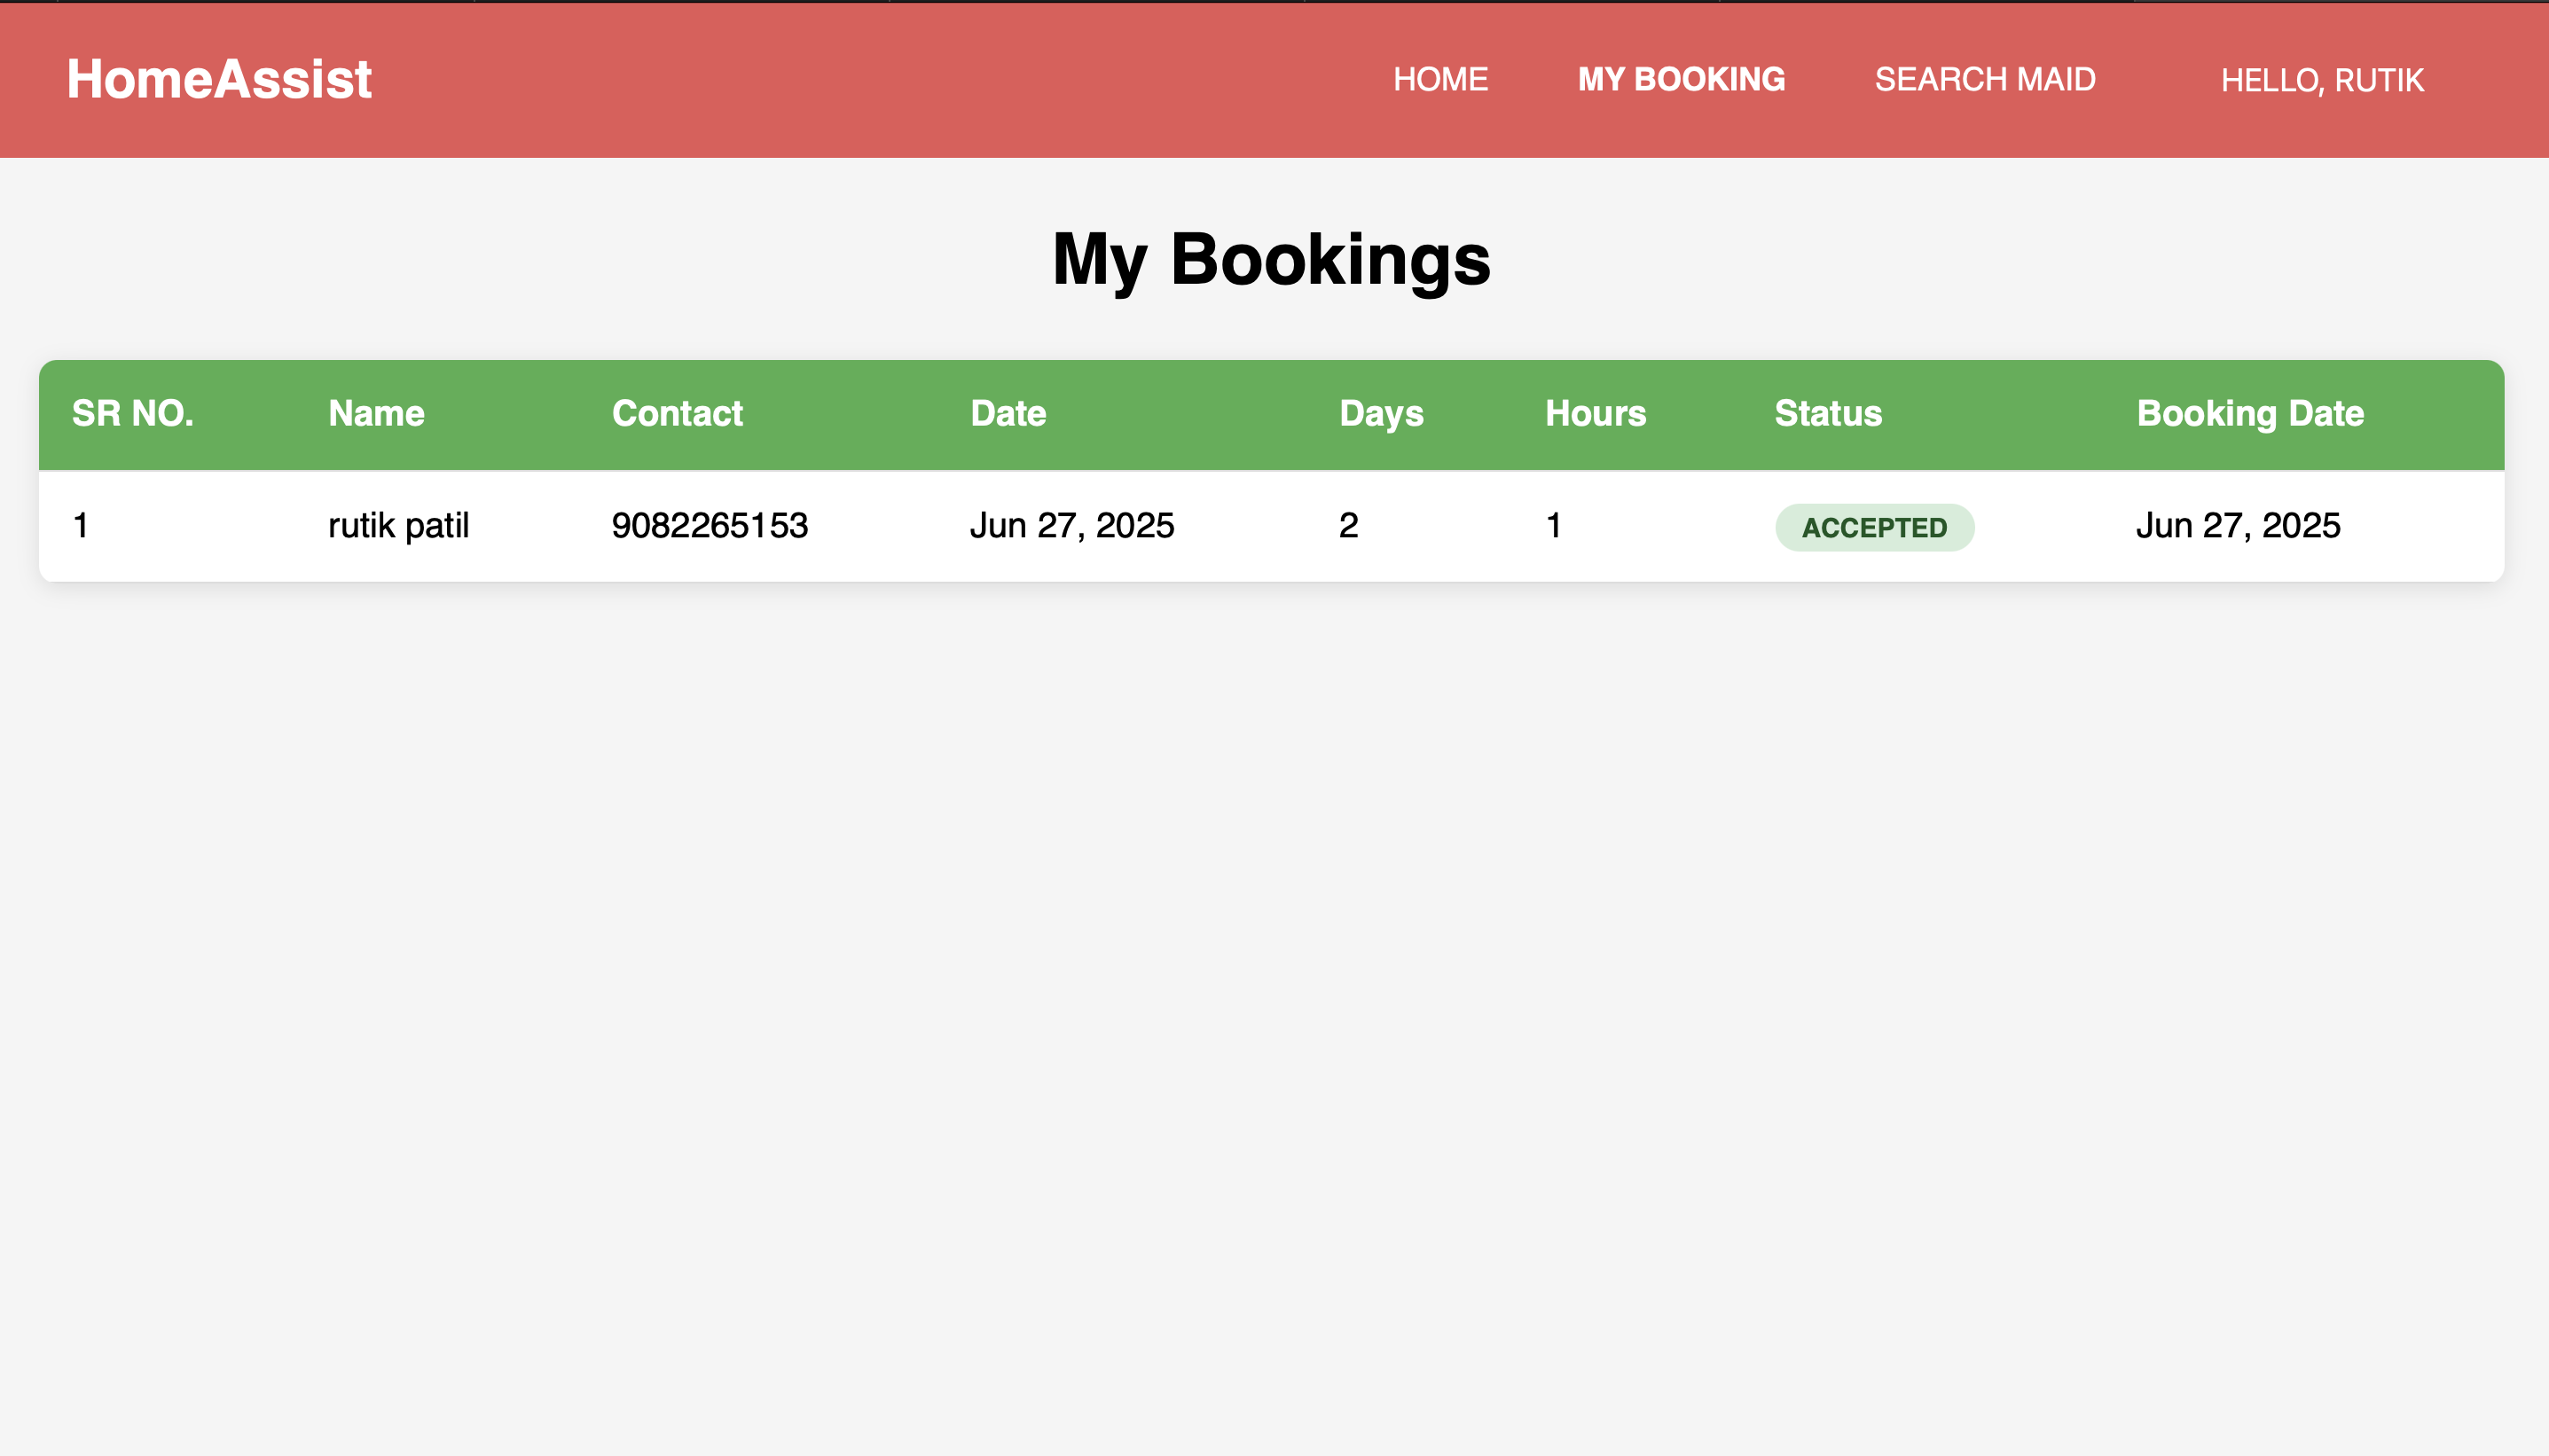 HomeAssist HOME MY BOOKING SEARCH MAID HELLO, RUTIK
My Bookings
SR NO. Name Contact Date Days Hours Status Booking Date
1 rutik patil 9082265153 Jun 27, 2025 2 1 ACCEPTED Jun 27, 2025